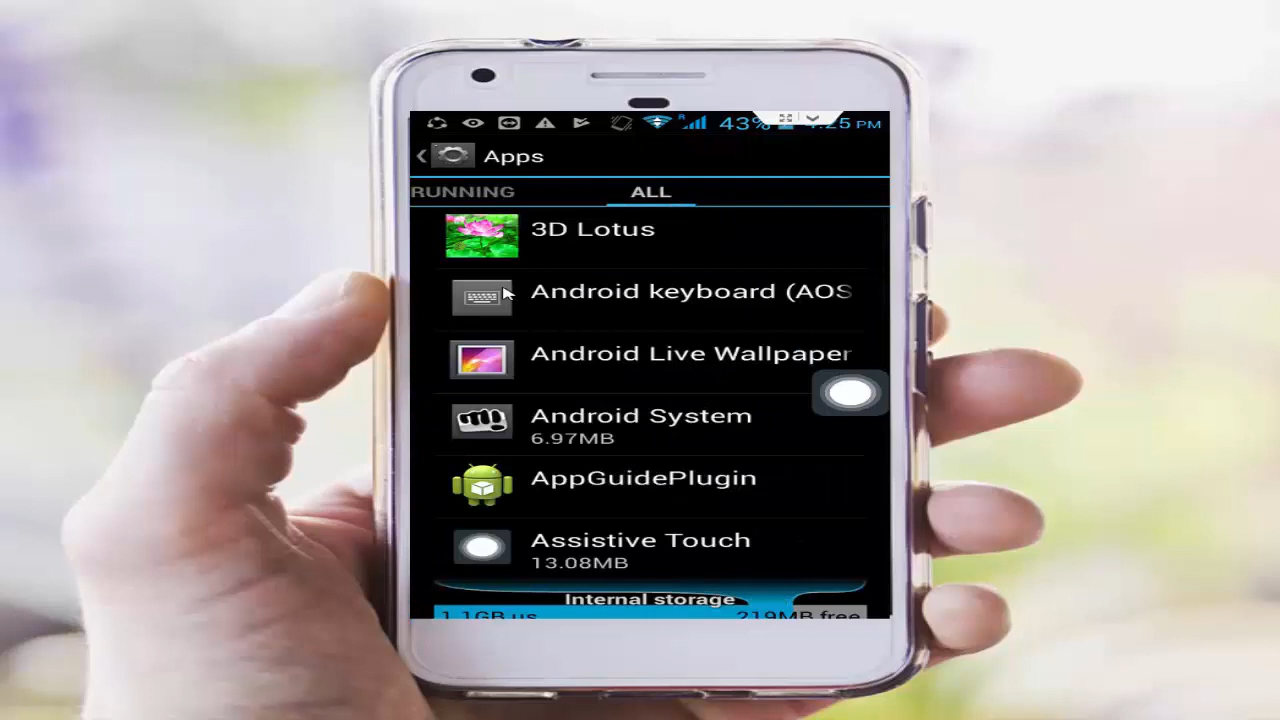 43% 4:25 PM
Apps
RUNNING ALL
3D Lotus
Android keyboard (AOS
Android Live Wallpaper
Android System
6.97MB
AppGuidePlugin
Assistive Touch
13.08MB
Internal storage
1.1GB us 219MB free